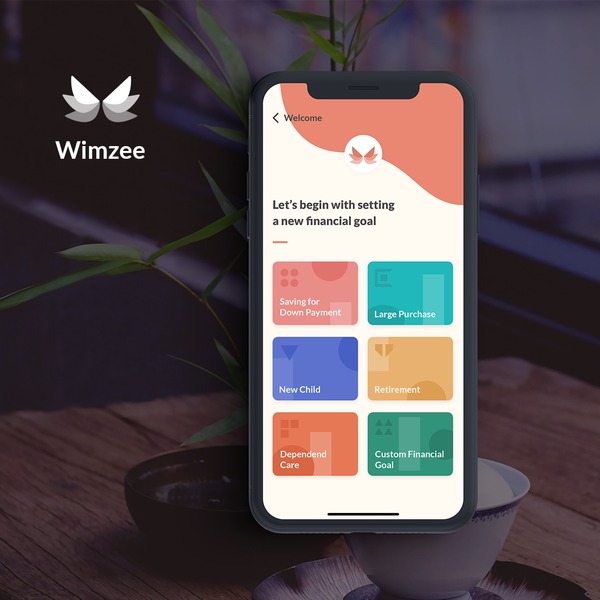 Wimzee
Welcome
Let's begin with setting
a new financial goal
Saving for
Down Payment
Large Purchase
New Child
Retirement
Dependend
Care
Custom Financial
Goal